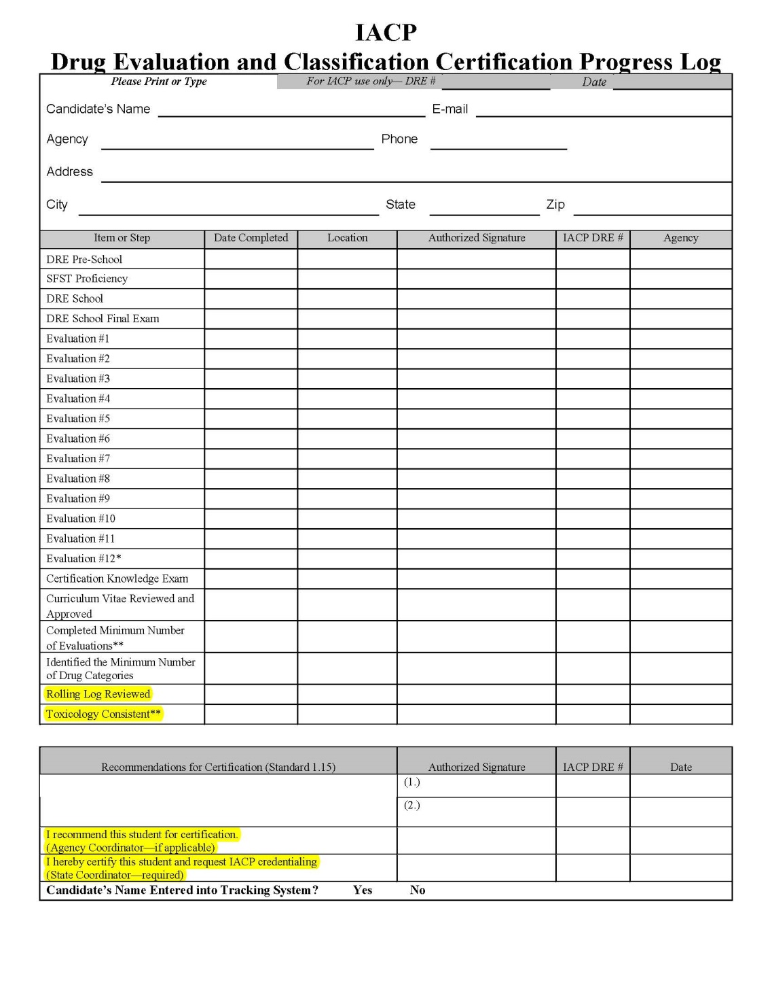 IACP
Drug Evaluation and Classification Certification Progress Log
Please Print or Type For IACP use only— DRE # Date
Candidate's Name E-mail
Agency Phone
Address
City State Zip
Item or Step Date Completed Location Authorized Signature IACP DRE # Agency
DRE Pre-School
SFST Proficiency
DRE School
DRE School Final Exam
Evaluation #1
Evaluation #2
Evaluation #3
Evaluation #4
Evaluation #5
Evaluation #6
Evaluation #7
Evaluation #8
Evaluation #9
Evaluation #10
Evaluation #11
Evaluation #12*
Certification Knowledge Exam
Curriculum Vitae Reviewed and
Approved
Completed Minimum Number
of Evaluations**
Identified the Minimum Number
of Drug Categories
Rolling Log Reviewed
Toxicology Consistent**
Recommendations for Certification (Standard 1.15) Authorized Signature IACP DRE # Date
(1.)
(2.)
I recommend this student for certification.
(Agency Coordinator—if applicable)
I hereby certify this student and request IACP credentialing
(State Coordinator—required)
Candidate's Name Entered into Tracking System? Yes No